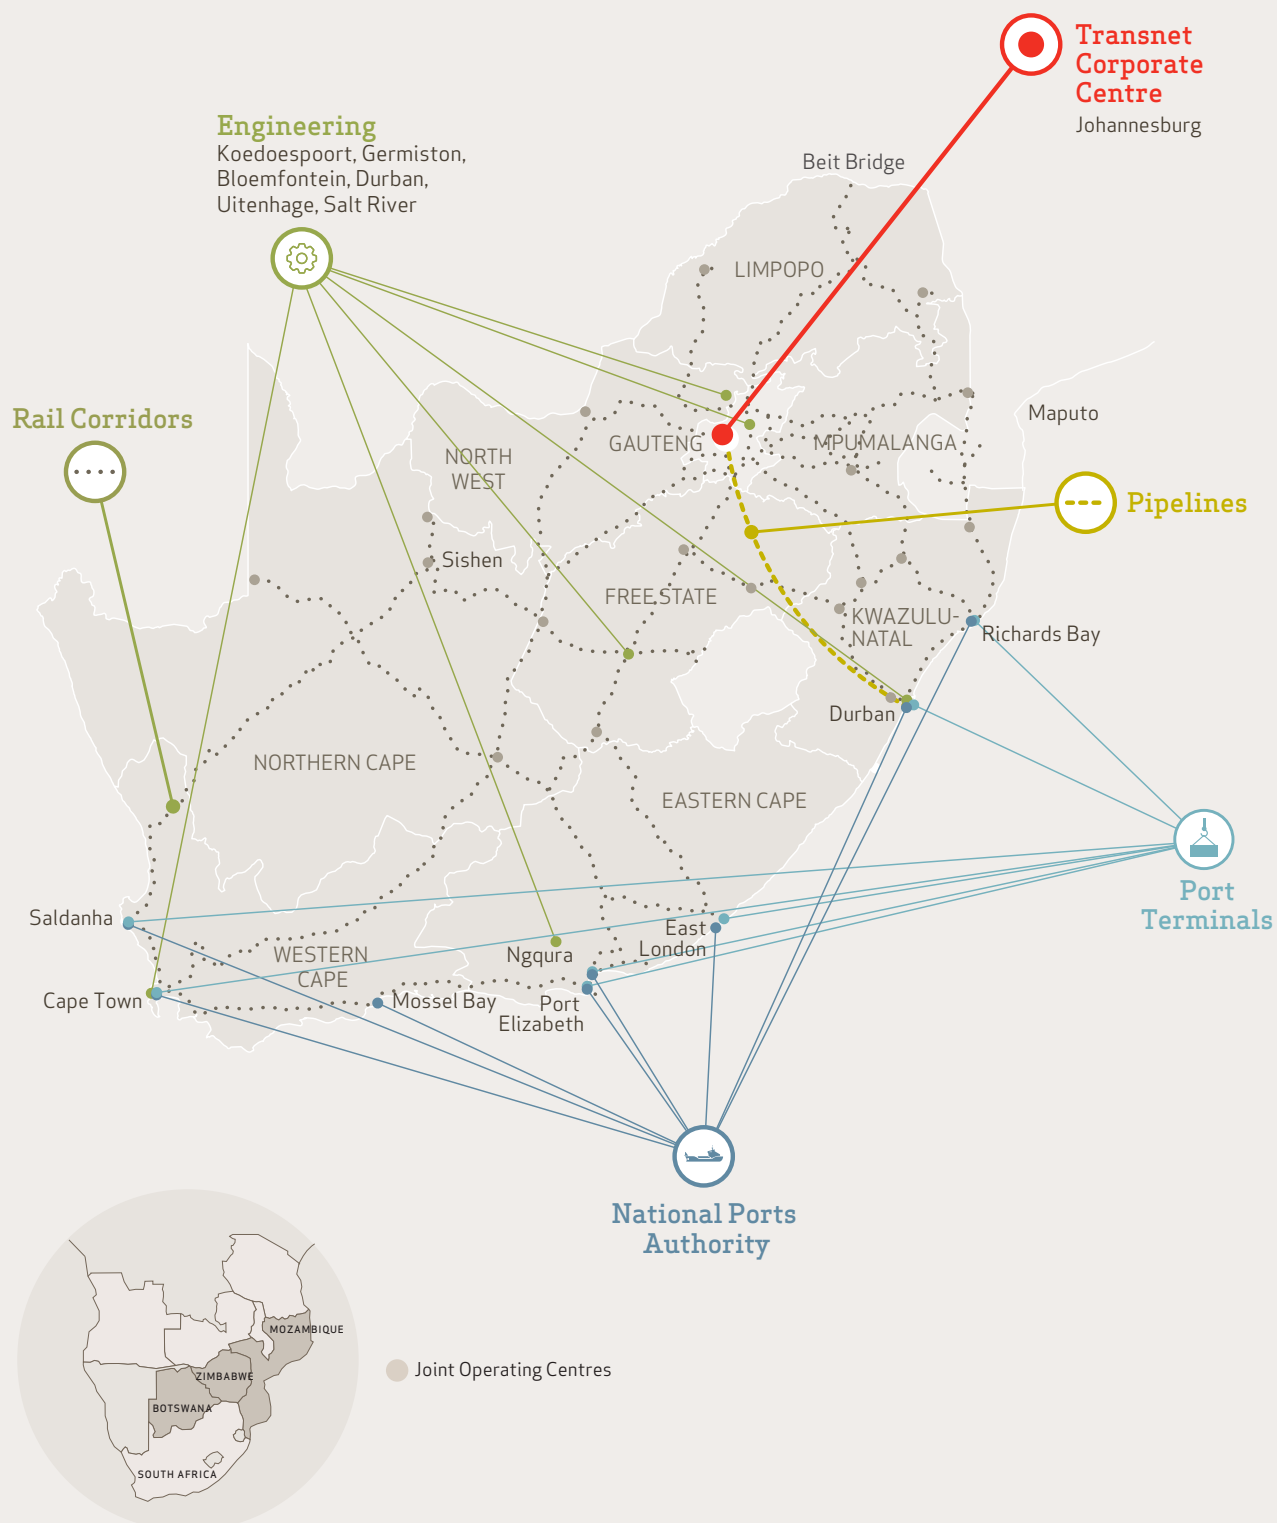 Transnet
Corporate
Centre
Johannesburg
Engineering
Koedoespoort, Germiston,
Bloemfontein, Durban,
Uitenhage, Salt River
Beit Bridge
LIMPOPO
Rail Corridors
Maputo
GAUTENG
MPUMALANGA
NORTH
WEST
Pipelines
Sishen
FREE STATE
KWAZULU-
NATAL
Richards Bay
Durban
NORTHERN CAPE
EASTERN CAPE
Port
Terminals
Saldanha
East
London
WESTERN
CAPE
Ngqura
Cape Town
Mossel Bay
Port
Elizabeth
National Ports
Authority
MOZAMBIQUE
ZIMBABWE
BOTSWANA
SOUTH AFRICA
Joint Operating Centres